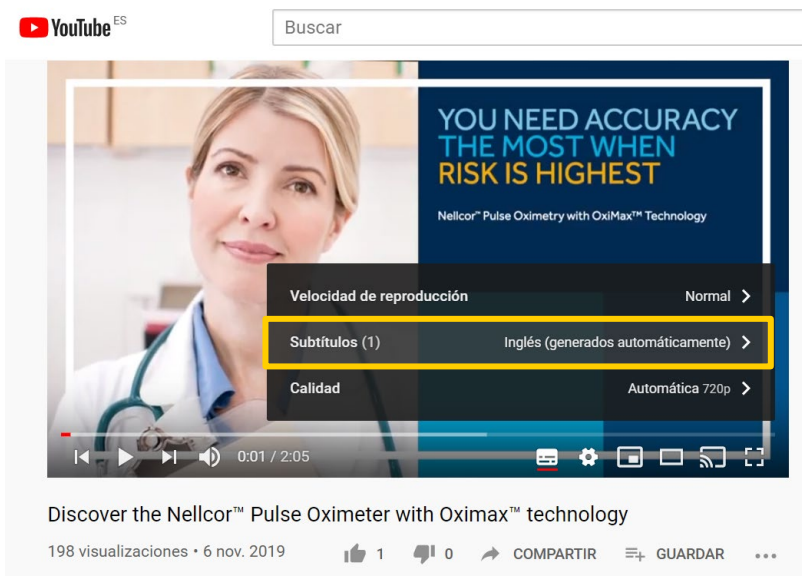 YouTube ES
Buscar
YOU NEED ACCURACY
THE MOST WHEN
RISK IS HIGHEST
Nellcor™ Pulse Oximetry with OxiMax™ Technology
Velocidad de reproducción Normal
Subtítulos (1) Inglés (generados automáticamente)
Calidad Automática 720p
0:01 / 2:05
Discover the Nellcor™ Pulse Oximeter with Oximax™ technology
198 visualizaciones • 6 nov. 2019 1 0 COMPARTIR GUARDAR